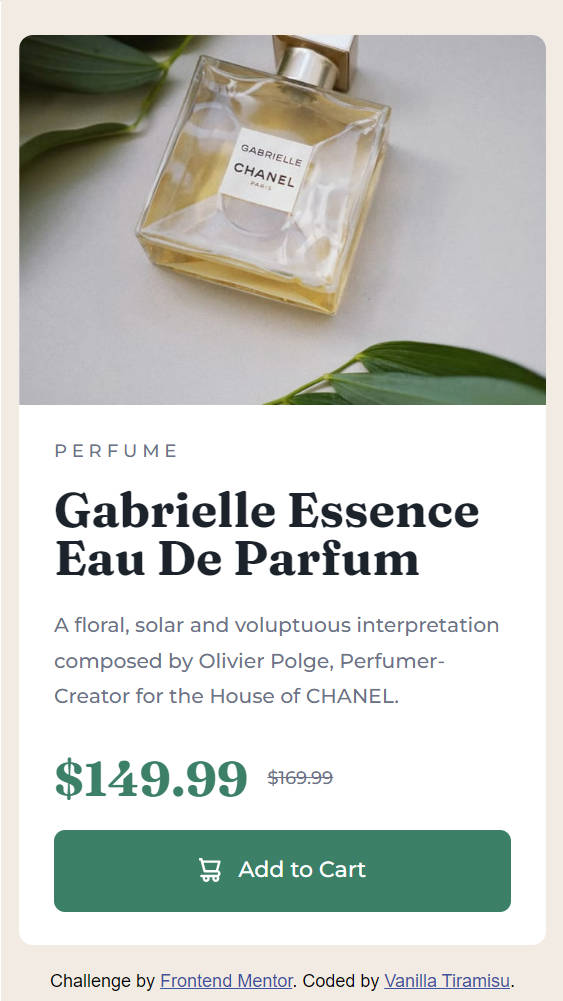 GABRIELLE
CHANEL
PARIS
PERFUME
Gabrielle Essence
Eau De Parfum
A floral, solar and voluptuous interpretation
composed by Olivier Polge, Perfumer-
Creator for the House of CHANEL.
$149.99 $169.99
Add to Cart
Challenge by Frontend Mentor. Coded by Vanilla Tiramisu.